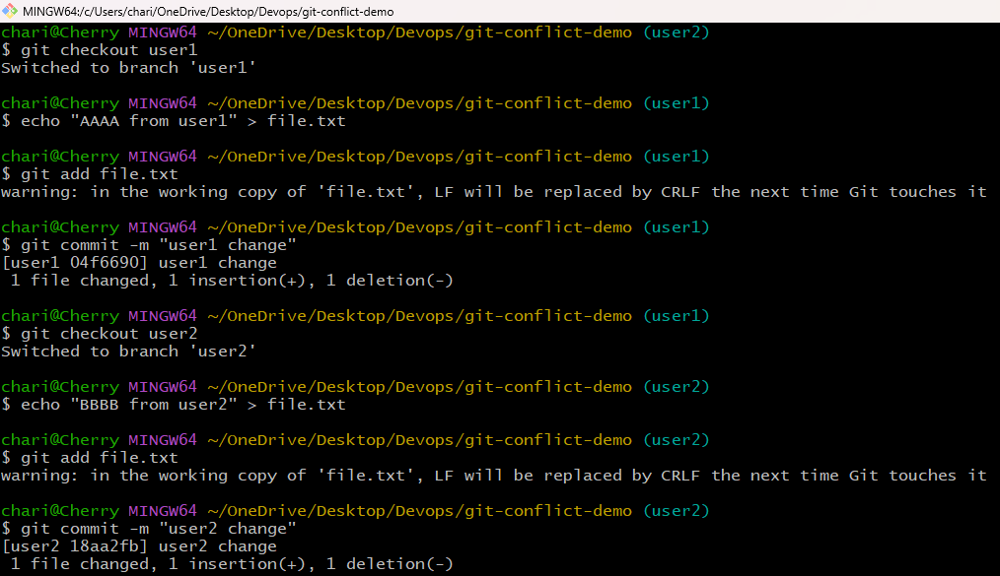 MINGW64:/c/Users/chari/OneDrive/Desktop/Devops/git-conflict-demo
chari@Cherry MINGW64 ~/OneDrive/Desktop/Devops/git-conflict-demo (user2)
$ git checkout user1
Switched to branch 'user1'
chari@Cherry MINGW64 ~/OneDrive/Desktop/Devops/git-conflict-demo (user1)
$ echo "AAAA from user1" > file.txt
chari@Cherry MINGW64 ~/OneDrive/Desktop/Devops/git-conflict-demo (user1)
$ git add file.txt
warning: in the working copy of 'file.txt', LF will be replaced by CRLF the next time Git touches it
chari@Cherry MINGW64 ~/OneDrive/Desktop/Devops/git-conflict-demo (user1)
$ git commit -m "user1 change"
[user1 04f6690] user1 change
 1 file changed, 1 insertion(+), 1 deletion(-)
chari@Cherry MINGW64 ~/OneDrive/Desktop/Devops/git-conflict-demo (user1)
$ git checkout user2
Switched to branch 'user2'
chari@Cherry MINGW64 ~/OneDrive/Desktop/Devops/git-conflict-demo (user2)
$ echo "BBBB from user2" > file.txt
chari@Cherry MINGW64 ~/OneDrive/Desktop/Devops/git-conflict-demo (user2)
$ git add file.txt
warning: in the working copy of 'file.txt', LF will be replaced by CRLF the next time Git touches it
chari@Cherry MINGW64 ~/OneDrive/Desktop/Devops/git-conflict-demo (user2)
$ git commit -m "user2 change"
[user2 18aa2fb] user2 change
 1 file changed, 1 insertion(+), 1 deletion(-)